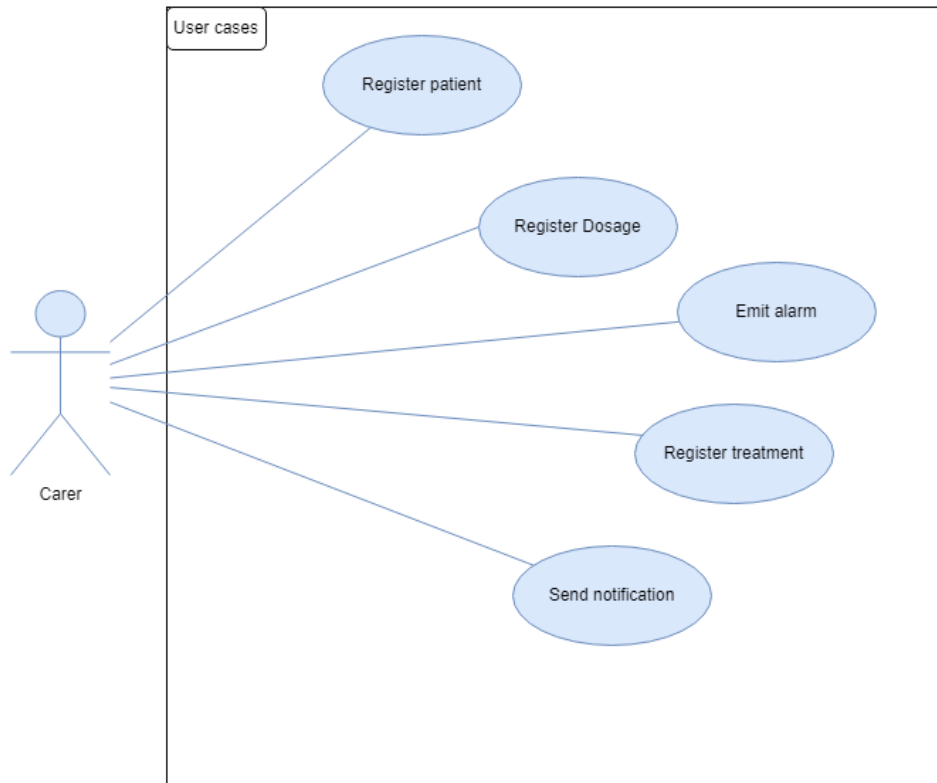 User cases
Register patient
Register Dosage
Emit alarm
Register treatment
Carer
Send notification